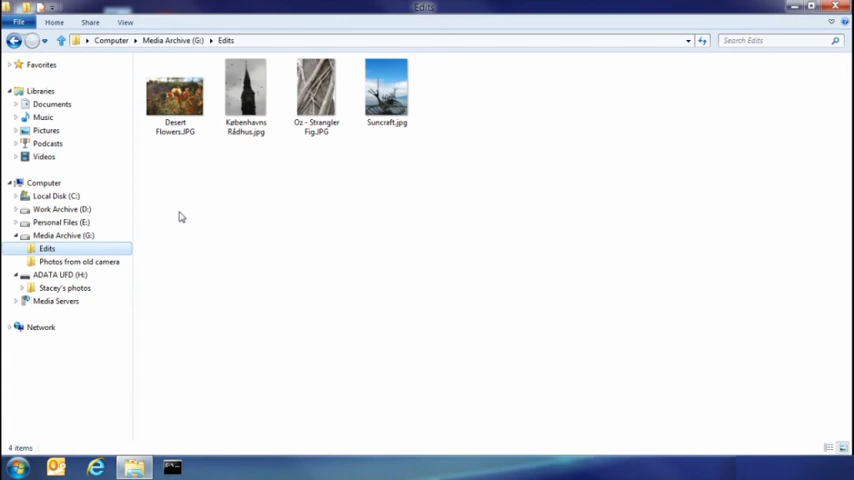 Edits
File Home Share View
Computer Media Archive (G:) Edits
Search Edits
Favorites
Libraries
Documents
Music
Pictures
Podcasts
Videos
Computer
Local Disk (C:)
Work Archive (D:)
Personal Files (E:)
Media Archive (G:)
Edits
Photos from old camera
ADATA UFD (H:)
Stacey's photos
Media Servers
Network
Desert
Flowers.JPG
Københavns
Rådhus.jpg
Oz - Strangler
Fig.JPG
Suncraft.jpg
4 items